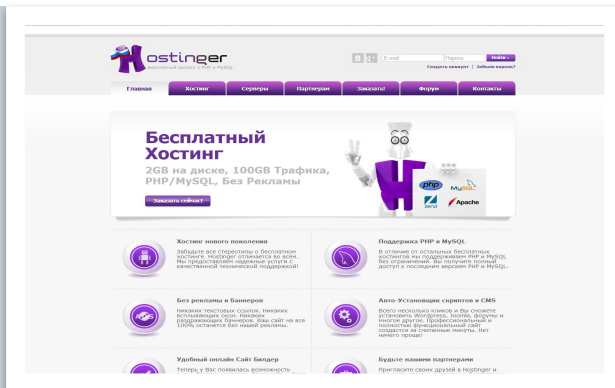 Hostinger
Бесплатный хостинг с PHP и MySQL
E-mail
Пароль
Войти ›
Создать аккаунт | Забыли пароль?
Главная Хостинг Серверы Партнерам Заказать! Форум Контакты
Бесплатный
Хостинг
2GB на диске, 100GB Трафика,
PHP/MySQL, Без Рекламы
Заказать сейчас!
php
MySQL
zend
Apache
Хостинг нового поколения
Забудьте все стереотипы о бесплатном
хостинге. Hostinger отличается во всем.
Мы предоставляем надежные услуги с
качественной технической поддержкой!
Поддержка PHP и MySQL
В отличие от остальных бесплатных
хостингов мы поддерживаем PHP и MySQL
без ограничений. Вы получите полный
доступ к последним версиям PHP и MySQL.
Без рекламы и баннеров
Никаких текстовых ссылок. Никаких
всплывающих окон. Никаких
раздражающих баннеров. Ваш сайт на все
100% останется без нашей рекламы.
ADS
Авто-Установщик скриптов и CMS
Всего несколько кликов и Вы сможете
установить Wordpress, Joomla, форумы и
многое другое. Профессиональный и
полностью функциональный сайт
создастся за считанные минуты. Нет
ничего проще!
Удобный онлайн Сайт Билдер
Теперь у Вас появилась возможность
Будьте нашими партнерами
Пригласите своих друзей в Hostinger и